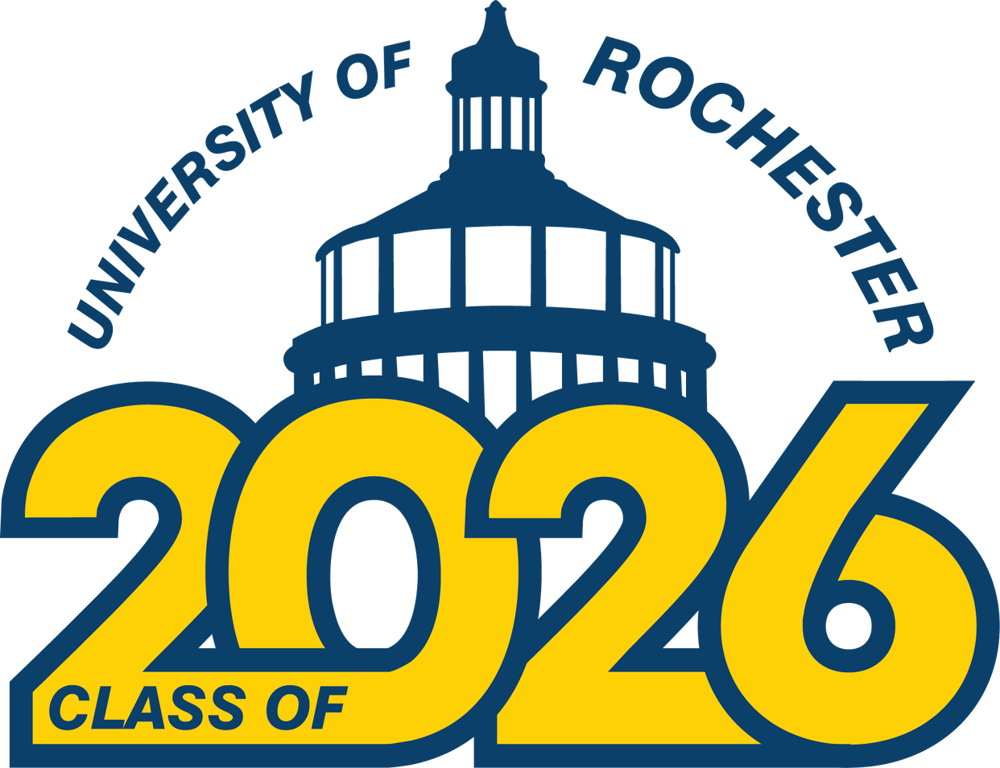 UNIVERSITY OF ROCHESTER
2026
CLASS OF